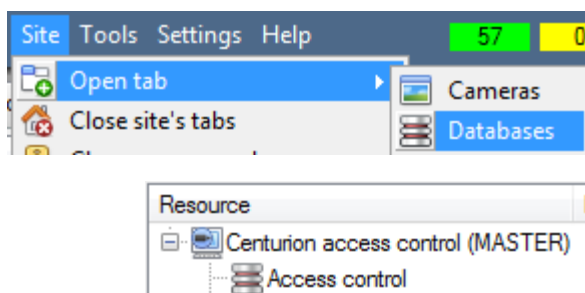 Site Tools Settings Help 57 0
Open tab
Cameras
Close site's tabs
Databases
Resource
Centurion access control (MASTER)
Access control